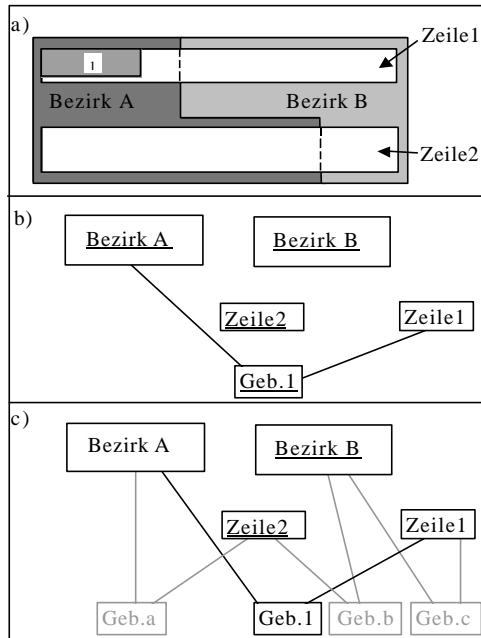 a)
Zeile1
1
Bezirk A
Bezirk B
Zeile2
b)
Bezirk A
Bezirk B
Zeile2
Zeile1
Geb.1
c)
Bezirk A
Bezirk B
Zeile2
Zeile1
Geb.a
Geb.1
Geb.b
Geb.c